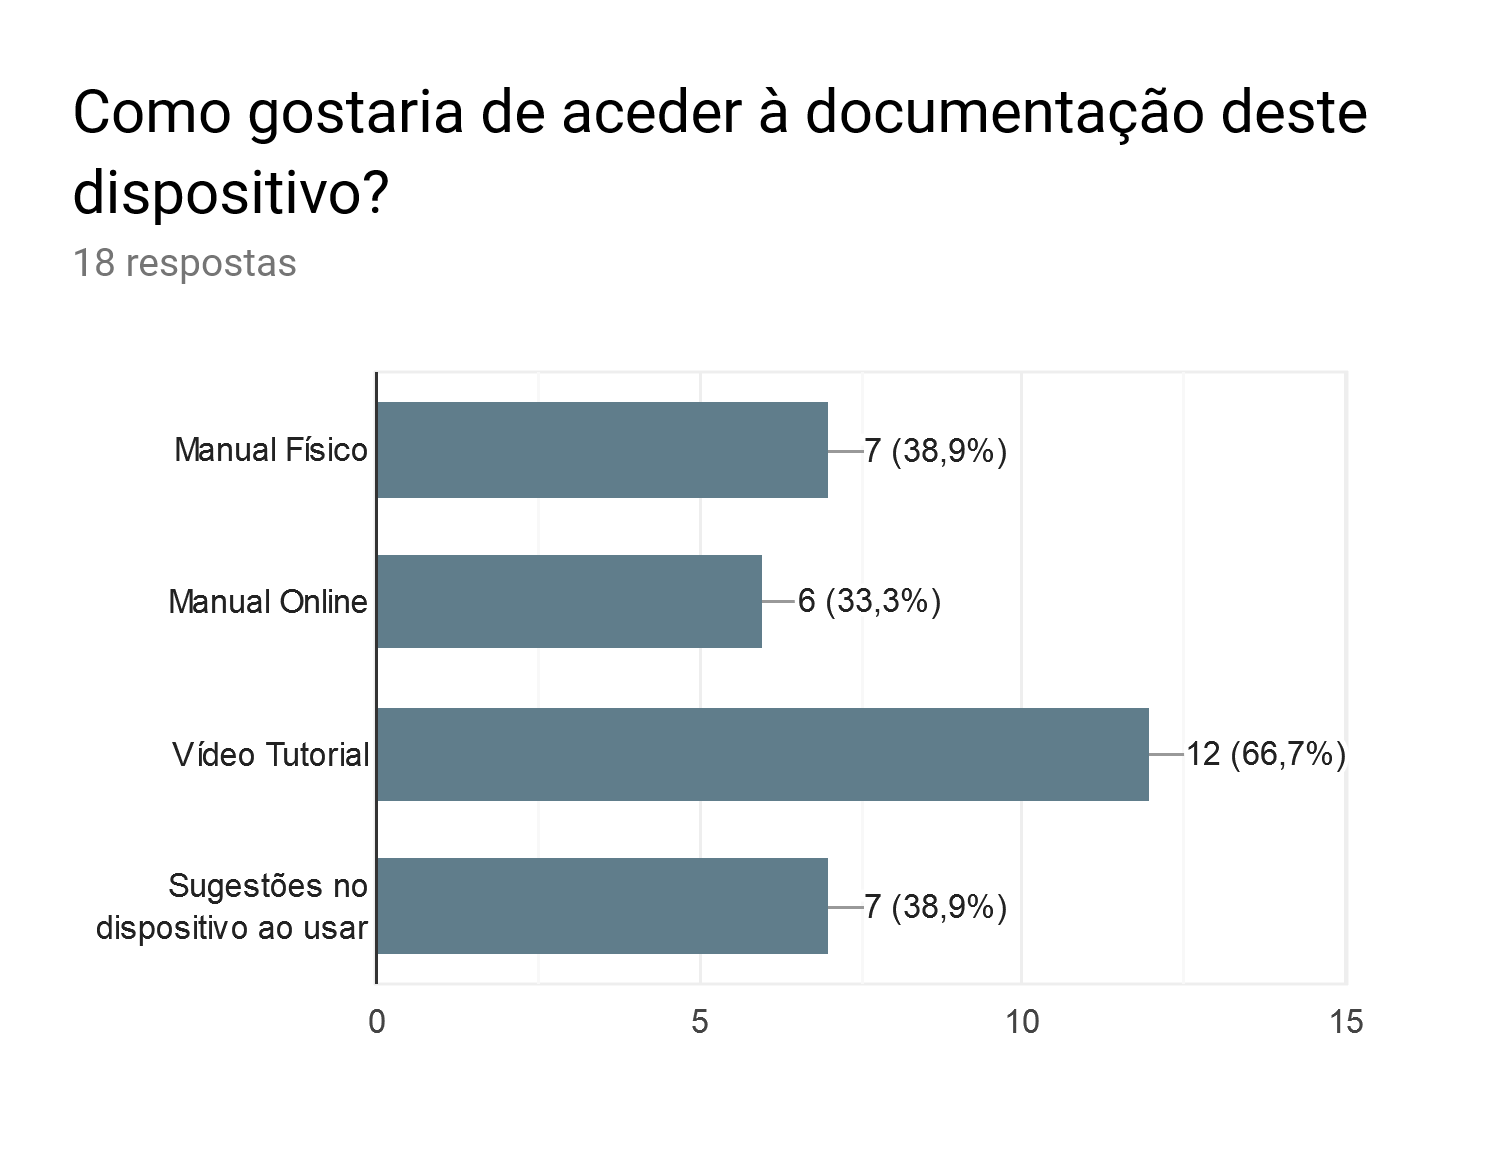 Como gostaria de aceder à documentação deste
dispositivo?
18 respostas
Manual Físico
7 (38,9%)
Manual Online
6 (33,3%)
Vídeo Tutorial
12 (66,7%)
Sugestões no
dispositivo ao usar
7 (38,9%)
0
5
10
15